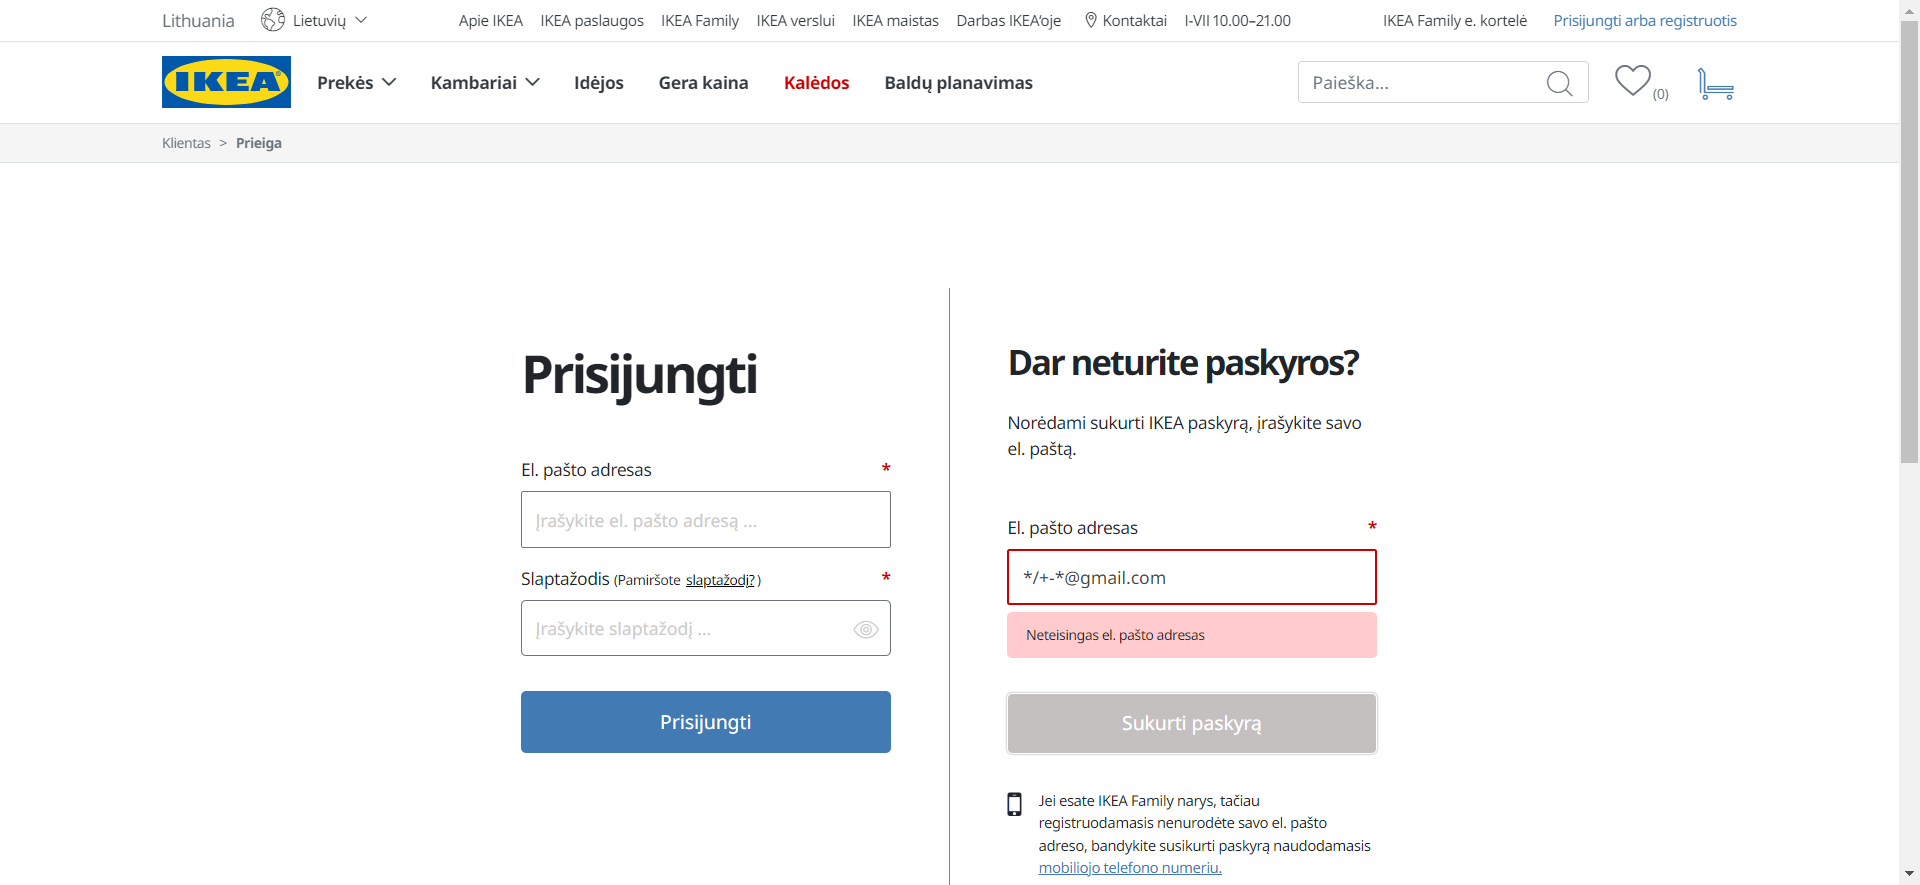 Lithuania
Lietuvių
Apie IKEA
IKEA paslaugos
IKEA Family
IKEA verslui
IKEA maistas
Darbas IKEA'oje
Kontaktai
I-VII 10.00–21.00
IKEA Family e. kortelė
Prisijungti arba registruotis
IKEA
Prekės
Kambariai
Idėjos
Gera kaina
Kalėdos
Baldų planavimas
Paieška...
(0)
Klientas > Prieiga
Prisijungti
El. pašto adresas *
Įrašykite el. pašto adresą ...
Slaptažodis (Pamiršote slaptažodį? ) *
Įrašykite slaptažodį ...
Prisijungti
Dar neturite paskyros?
Norėdami sukurti IKEA paskyrą, įrašykite savo
el. paštą.
El. pašto adresas *
*/+-*@gmail.com
Neteisingas el. pašto adresas
Sukurti paskyrą
Jei esate IKEA Family narys, tačiau
registruodamasis nenurodėte savo el. pašto
adreso, bandykite susikurti paskyrą naudodamasis
mobiliojo telefono numeriu.